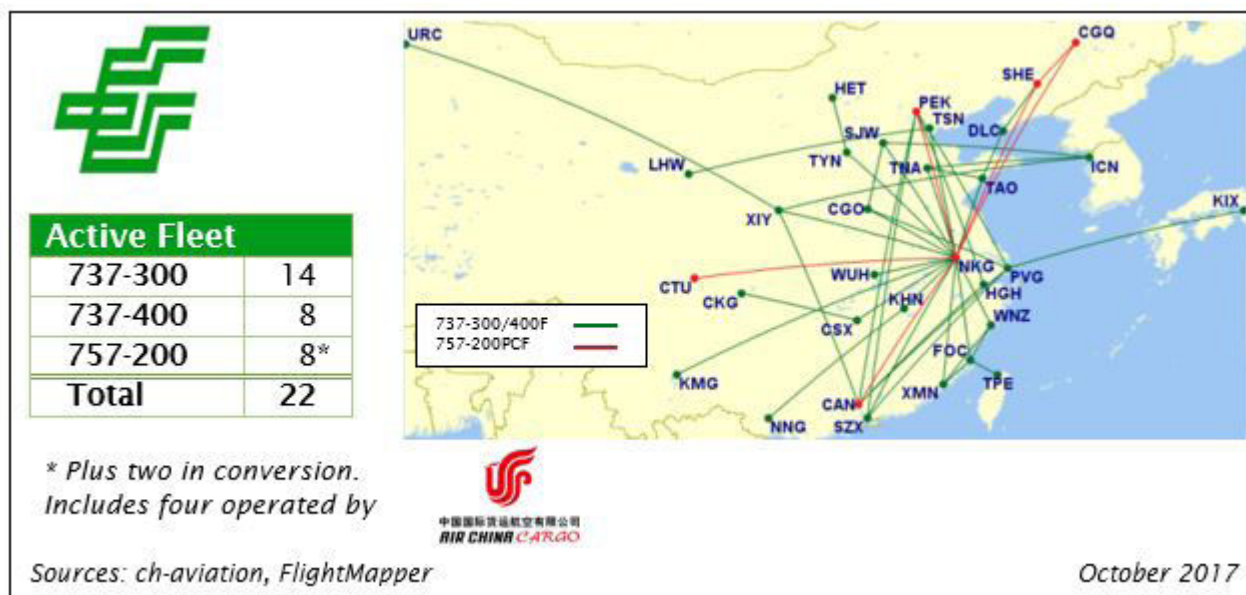 Active Fleet
737-300 14
737-400 8
757-200 8*
Total 22
* Plus two in conversion.
Includes four operated by
中国国际货运航空有限公司
AIR CHINA CARGO
URC
CGQ
SHE
HET
PEK
TSN
DLC
SJW
TYN
LHW
TNA
ICN
TAO
XIY
CGO
KIX
NKG
PVG
CTU
WUH
HGH
CKG
KHN
WNZ
CSX
FOC
KMG
XMN
TPE
CAN
NNG
SZX
737-300/400F
757-200PCF
Sources: ch-aviation, FlightMapper
October 2017